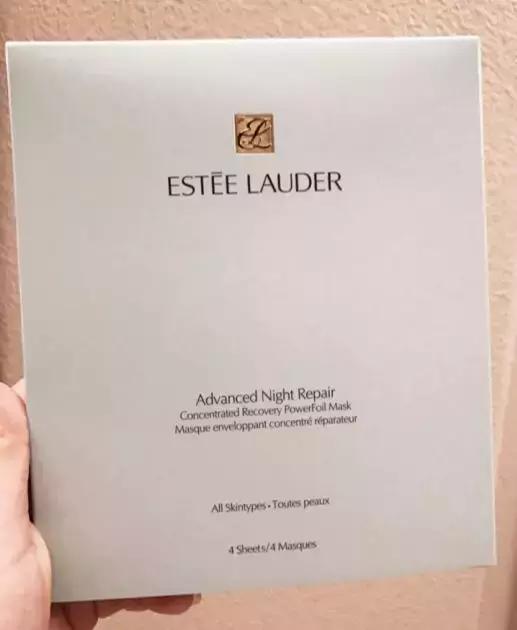 EL
ESTĒE LAUDER
Advanced Night Repair
Concentrated Recovery PowerFoil Mask
Masque enveloppant concentré réparateur
All Skintypes • Toutes peaux
4 Sheets/4 Masques